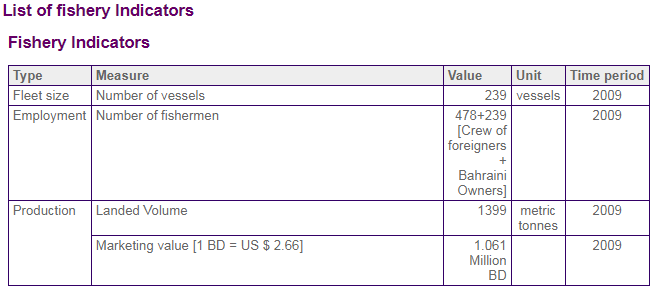 List of fishery Indicators
Fishery Indicators
Type Measure Value Unit Time period
Fleet size Number of vessels 239 vessels 2009
Employment Number of fishermen 478+239 2009
[Crew of
foreigners
+
Bahraini
Owners]
Production Landed Volume 1399 metric 2009
tonnes
Marketing value [1 BD = US $ 2.66] 1.061 2009
Million
BD